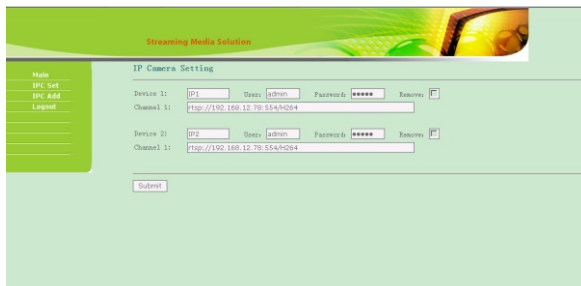 Streaming Media Solution
Main
IPC Set
IPC Add
Logout
IP Camera Setting
Device 1: IP1 User: admin Password: ●●●●● Remove:
Channel 1: rtsp://192.168.12.78:554/H264
Device 2: IP2 User: admin Password: ●●●●● Remove:
Channel 1: rtsp://192.168.12.78:554/H264
Submit